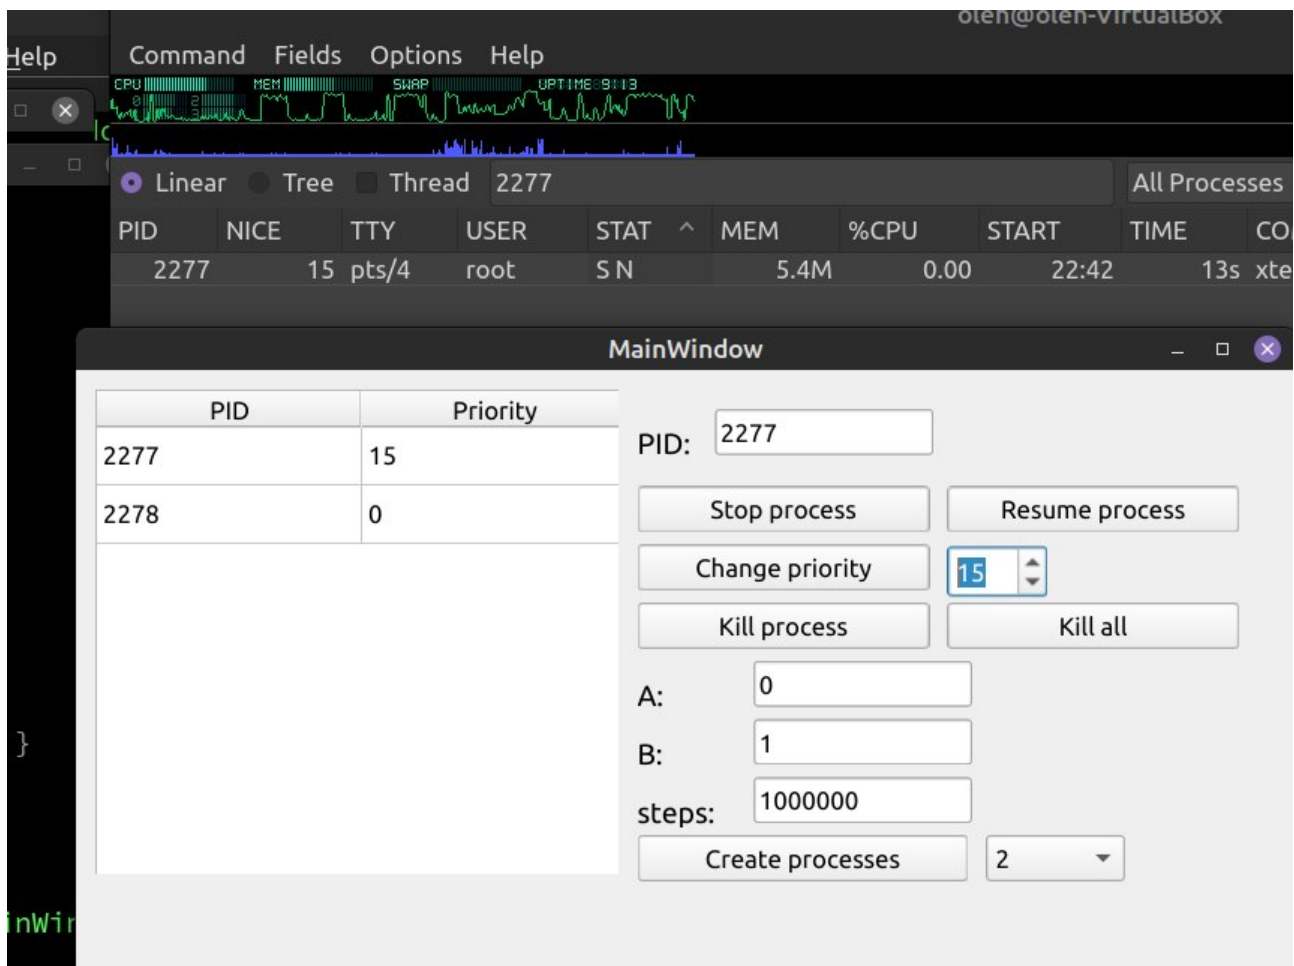 olen@olen-VirtualBox
Help
Command Fields Options Help
CPU MEM SWAP UPTIME
Linear Tree Thread 2277 All Processes
PID NICE TTY USER STAT ^ MEM %CPU START TIME CO
2277 15 pts/4 root S N 5.4M 0.00 22:42 13s xte
MainWindow
PID Priority
2277 15
2278 0
PID: 2277
Stop process Resume process
Change priority 15
Kill process Kill all
A: 0
B: 1
steps: 1000000
Create processes 2
}
inWin